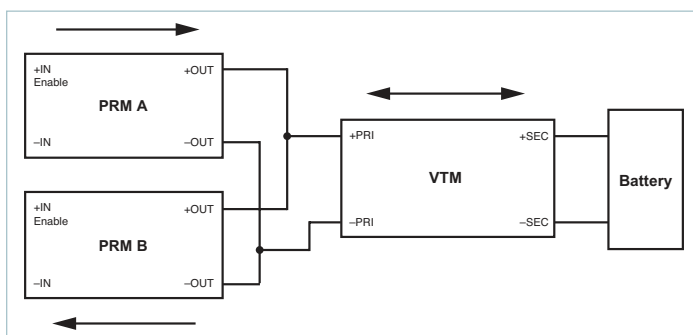 +IN
Enable
+OUT
PRM A
–IN
–OUT
+IN
Enable
+OUT
PRM B
–IN
–OUT
+PRI
+SEC
VTM
–PRI
–SEC
Battery